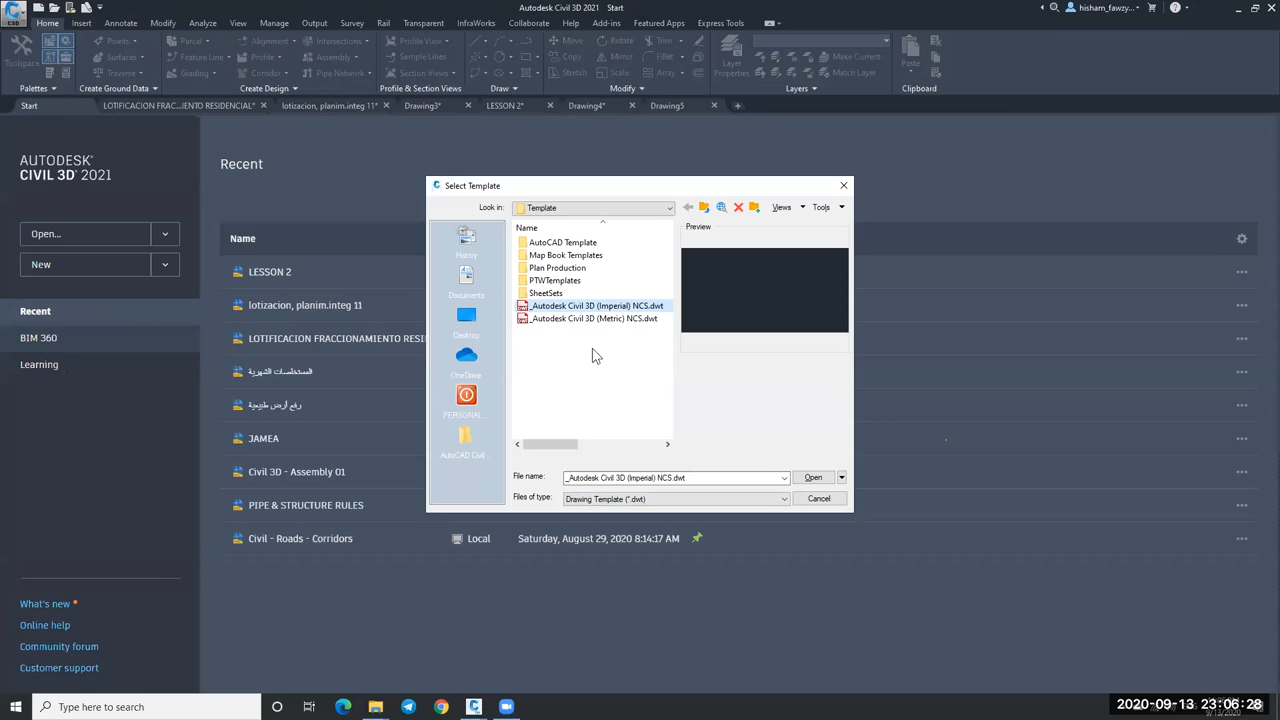 Autodesk Civil 3D 2021 Start
hisham_fawzy...
C3D
Home Insert Annotate Modify Analyze View Manage Output Survey Rail Transparent InfraWorks Collaborate Help Add-ins Featured Apps Express Tools
Toolspace
Points
Surfaces
Traverse
Parcel
Feature Line
Grading
Alignment
Profile
Corridor
Intersections
Assembly
Pipe Network
Profile View
Sample Lines
Section Views
Move Rotate Trim
Copy Mirror Fillet
Stretch Scale Array
Layer Properties
Make Current
Match Layer
Paste
Palettes Create Ground Data Create Design Profile & Section Views Draw Modify Layers Clipboard
Start LOTIFICACION FRACC...IENTO RESIDENCIAL* lotizacion, planim.integ 11* Drawing3* LESSON 2* Drawing4* Drawing5
AUTODESK®
CIVIL 3D® 2021
Open...
New
Recent
BIM 360
Learning
What's new
Online help
Community forum
Customer support
Recent
Name
LESSON 2
lotizacion, planim.integ 11
LOTIFICACION FRACCIONAMIENTO RESI
المستخلصات الشهرية
رفع أرض طبيعية
JAMEA
Civil 3D - Assembly 01
PIPE & STRUCTURE RULES
Civil - Roads - Corridors Local Saturday, August 29, 2020 8:14:17 AM
Select Template
Look in: Template Views Tools
History
Documents
Desktop
OneDrive
PERSONAL...
AutoCAD Civil...
Name
AutoCAD Template
Map Book Templates
Plan Production
PTWTemplates
SheetSets
_Autodesk Civil 3D (Imperial) NCS.dwt
_Autodesk Civil 3D (Metric) NCS.dwt
Preview
File name: _Autodesk Civil 3D (Imperial) NCS.dwt Open
Files of type: Drawing Template (*.dwt) Cancel
Type here to search
2020-09-13 23:06:28